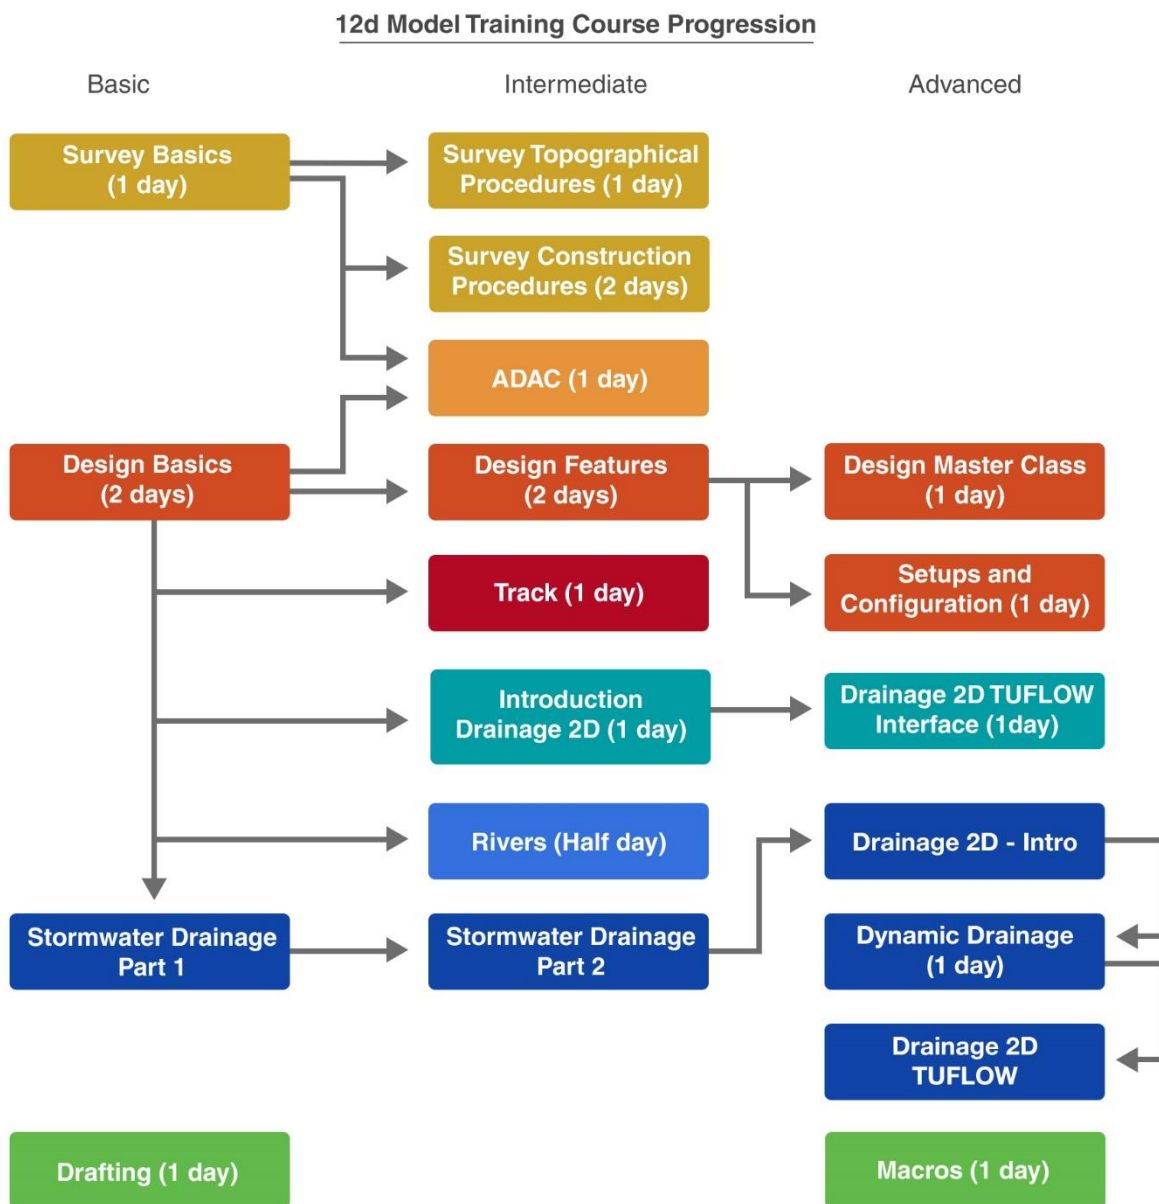 12d Model Training Course Progression
Basic
Intermediate
Advanced
Survey Basics
(1 day)
Survey Topographical
Procedures (1 day)
Survey Construction
Procedures (2 days)
ADAC (1 day)
Design Basics
(2 days)
Design Features
(2 days)
Design Master Class
(1 day)
Track (1 day)
Setups and
Configuration (1 day)
Introduction
Drainage 2D (1 day)
Drainage 2D TUFLOW
Interface (1day)
Rivers (Half day)
Drainage 2D - Intro
Stormwater Drainage
Part 1
Stormwater Drainage
Part 2
Dynamic Drainage
(1 day)
Drainage 2D
TUFLOW
Drafting (1 day)
Macros (1 day)